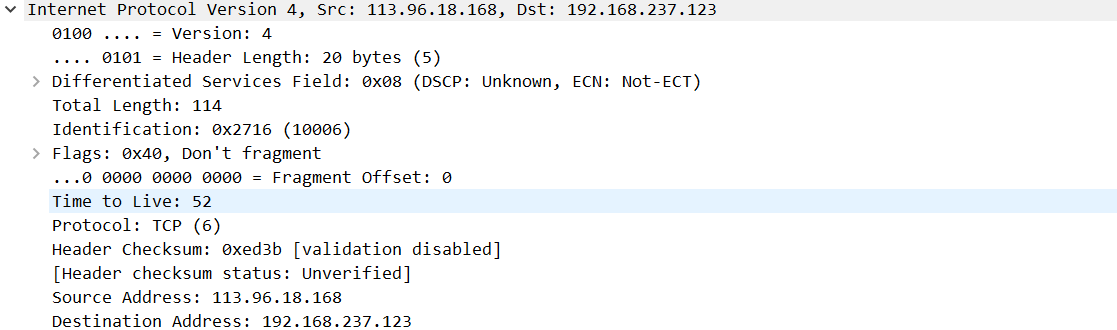 Internet Protocol Version 4, Src: 113.96.18.168, Dst: 192.168.237.123
0100 .... = Version: 4
.... 0101 = Header Length: 20 bytes (5)
Differentiated Services Field: 0x08 (DSCP: Unknown, ECN: Not-ECT)
Total Length: 114
Identification: 0x2716 (10006)
Flags: 0x40, Don't fragment
...0 0000 0000 0000 = Fragment Offset: 0
Time to Live: 52
Protocol: TCP (6)
Header Checksum: 0xed3b [validation disabled]
[Header checksum status: Unverified]
Source Address: 113.96.18.168
Destination Address: 192.168.237.123